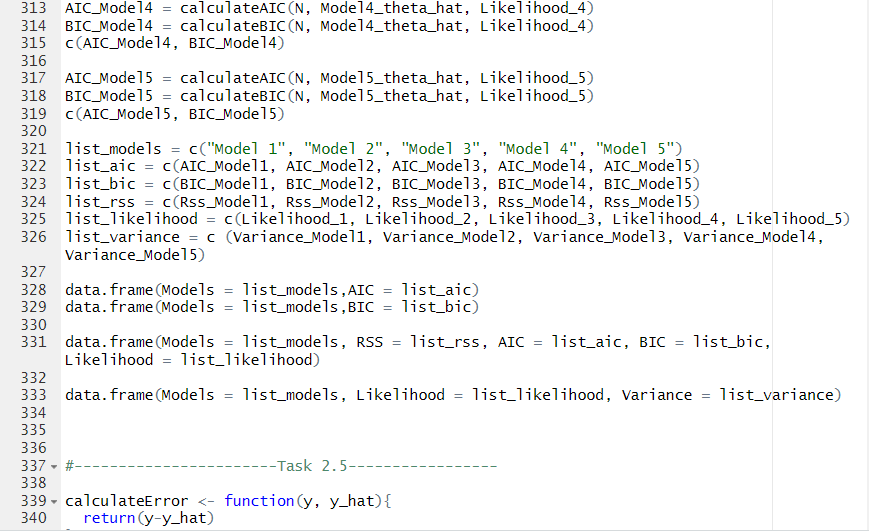 313 AIC_Model4 = calculateAIC(N, Model4_theta_hat, Likelihood_4)
314 BIC_Model4 = calculateBIC(N, Model4_theta_hat, Likelihood_4)
315 c(AIC_Model4, BIC_Model4)
316
317 AIC_Model5 = calculateAIC(N, Model5_theta_hat, Likelihood_5)
318 BIC_Model5 = calculateBIC(N, Model5_theta_hat, Likelihood_5)
319 c(AIC_Model5, BIC_Model5)
320
321 list_models = c("Model 1", "Model 2", "Model 3", "Model 4", "Model 5")
322 list_aic = c(AIC_Model1, AIC_Model2, AIC_Model3, AIC_Model4, AIC_Model5)
323 list_bic = c(BIC_Model1, BIC_Model2, BIC_Model3, BIC_Model4, BIC_Model5)
324 list_rss = c(Rss_Model1, Rss_Model2, Rss_Model3, Rss_Model4, Rss_Model5)
325 list_likelihood = c(Likelihood_1, Likelihood_2, Likelihood_3, Likelihood_4, Likelihood_5)
326 list_variance = c (Variance_Model1, Variance_Model2, Variance_Model3, Variance_Model4,
Variance_Model5)
327
328 data.frame(Models = list_models,AIC = list_aic)
329 data.frame(Models = list_models,BIC = list_bic)
330
331 data.frame(Models = list_models, RSS = list_rss, AIC = list_aic, BIC = list_bic,
Likelihood = list_likelihood)
332
333 data.frame(Models = list_models, Likelihood = list_likelihood, Variance = list_variance)
334
335
336
337 #-----------------------Task 2.5-----------------
338
339 calculateError <- function(y, y_hat){
340   return(y-y_hat)